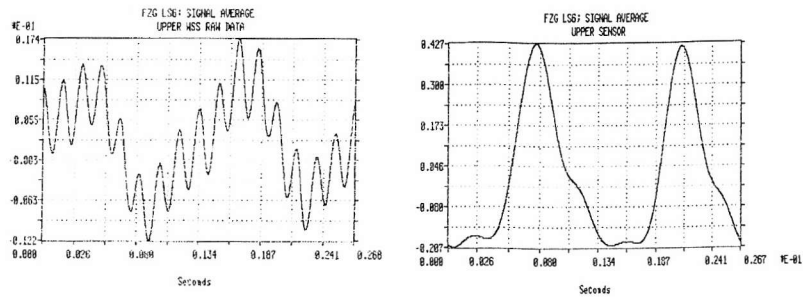 FZG LS6: SIGNAL AVERAGE
UPPER WSS RAW DATA
*E-01
0.174
0.115
0.055
-0.003
-0.063
-0.122
0.000 0.026 0.080 0.134 0.187 0.241 0.268
Seconds
FZG LS6: SIGNAL AVERAGE
UPPER SENSOR
0.427
0.300
0.173
0.046
-0.080
-0.207
0.000 0.026 0.080 0.134 0.187 0.241 0.267 *E-01
Seconds